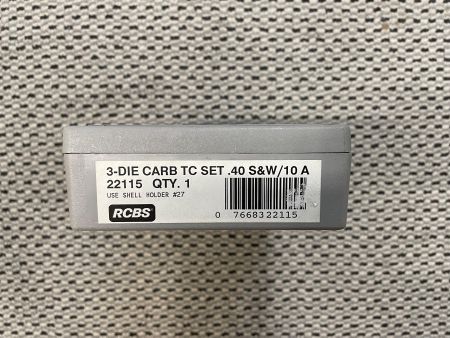 3-DIE CARB TC SET .40 S&W/10 A
22115 QTY. 1
USE SHELL HOLDER #27
RCBS
0 7668322115